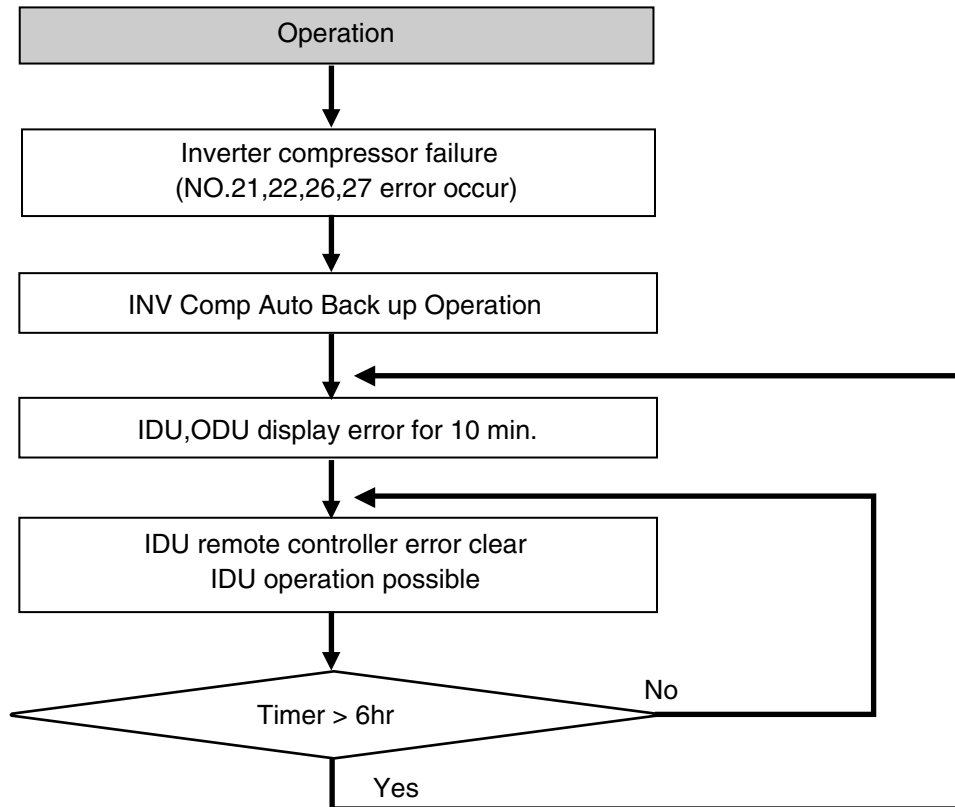 Operation
Inverter compressor failure
(NO.21,22,26,27 error occur)
INV Comp Auto Back up Operation
IDU,ODU display error for 10 min.
IDU remote controller error clear
IDU operation possible
Timer > 6hr
No
Yes